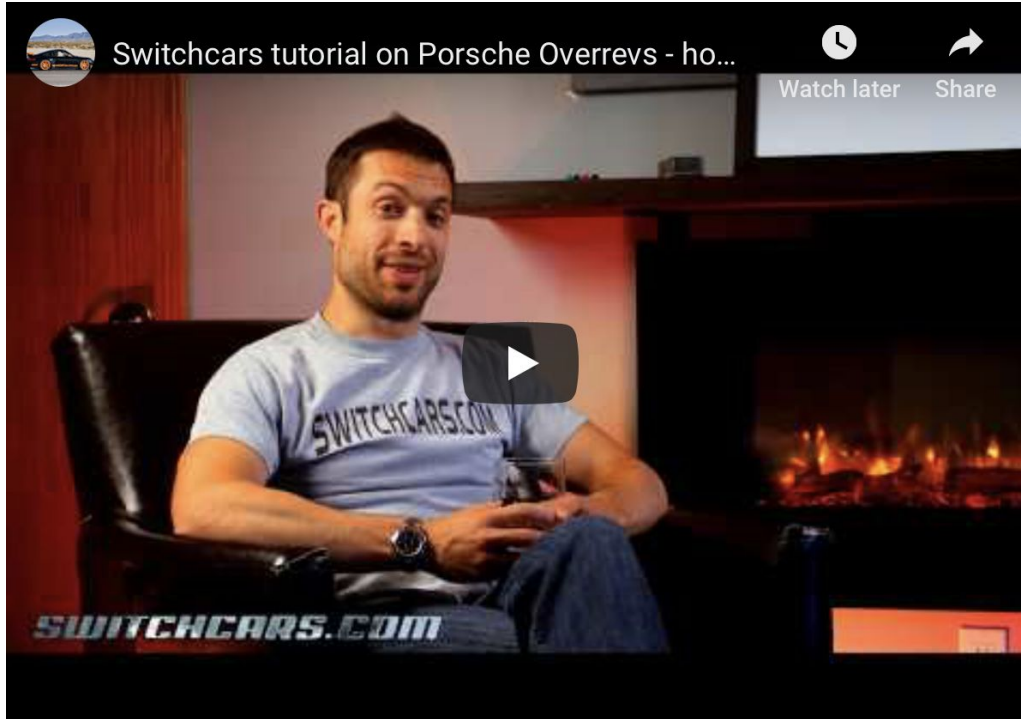 Switchcars tutorial on Porsche Overrevs - ho...
Watch later
Share
SWITCHCARS.COM
SWITCHCARS.COM